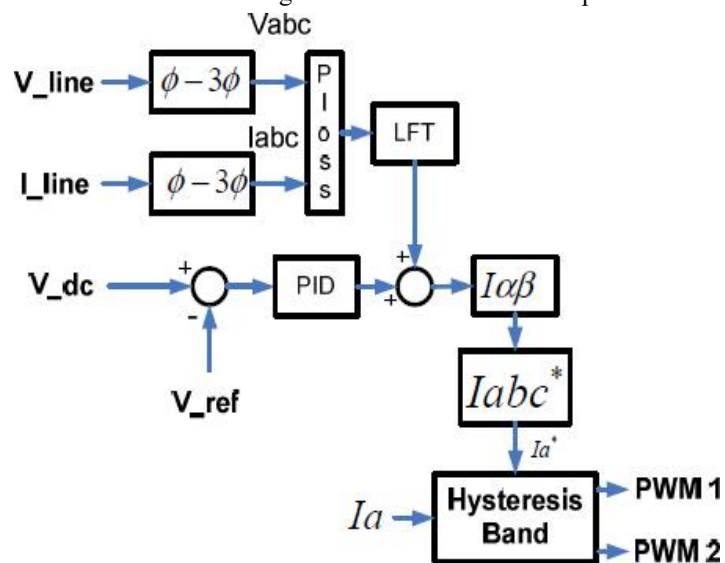 Vabc
V_line
ϕ − 3ϕ
Ploss
LFT
Iabc
I_line
ϕ − 3ϕ
V_dc
+
-
PID
+
+
Iαβ
V_ref
Iabc*
Ia*
Ia
Hysteresis
Band
PWM 1
PWM 2